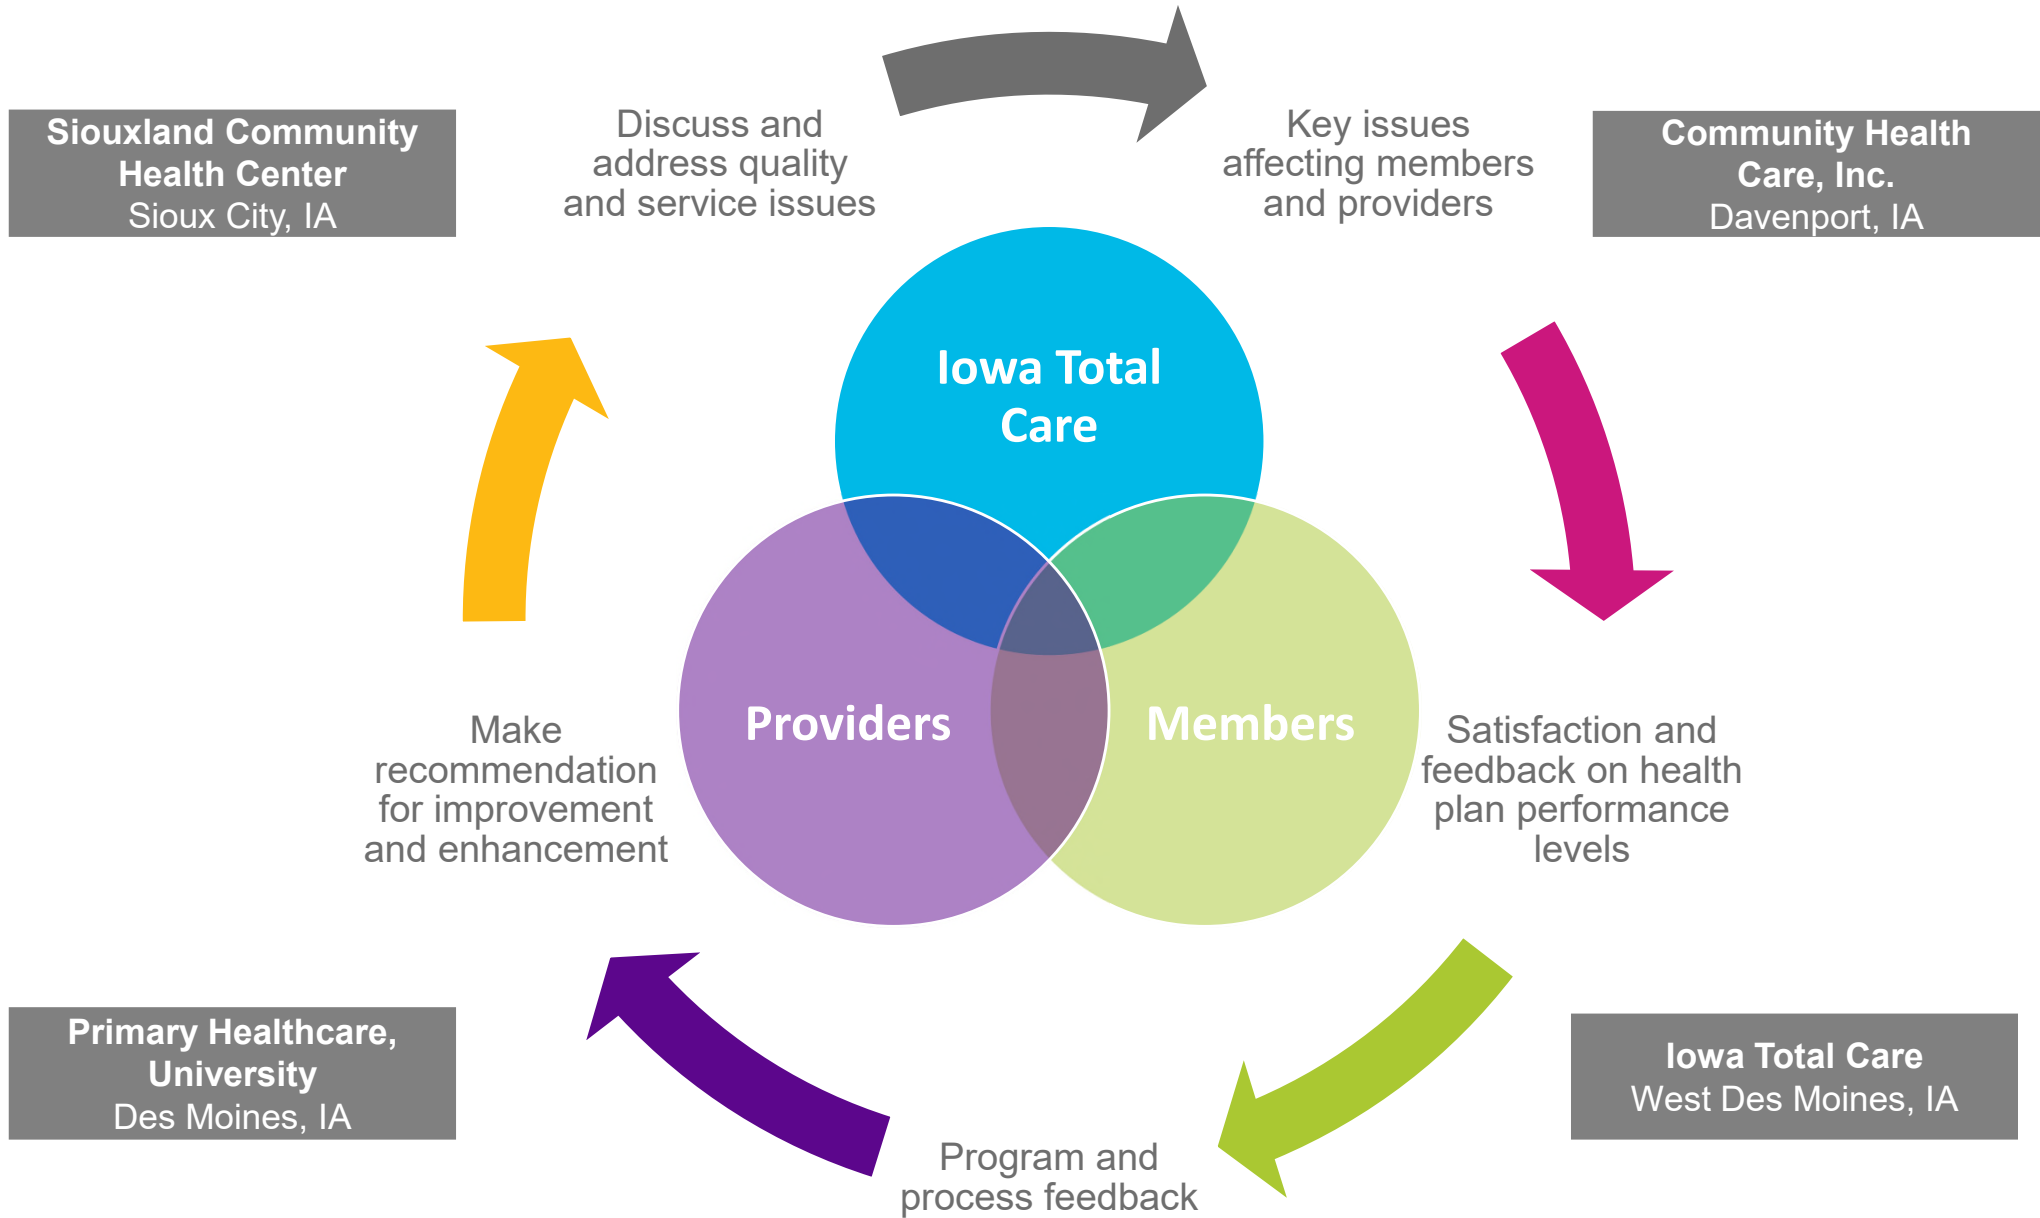 Siouxland Community
Health Center
Sioux City, IA
Discuss and
address quality
and service issues
Key issues
affecting members
and providers
Community Health
Care, Inc.
Davenport, IA
Iowa Total
Care
Providers
Members
Make
recommendation
for improvement
and enhancement
Satisfaction and
feedback on health
plan performance
levels
Primary Healthcare,
University
Des Moines, IA
Program and
process feedback
Iowa Total Care
West Des Moines, IA